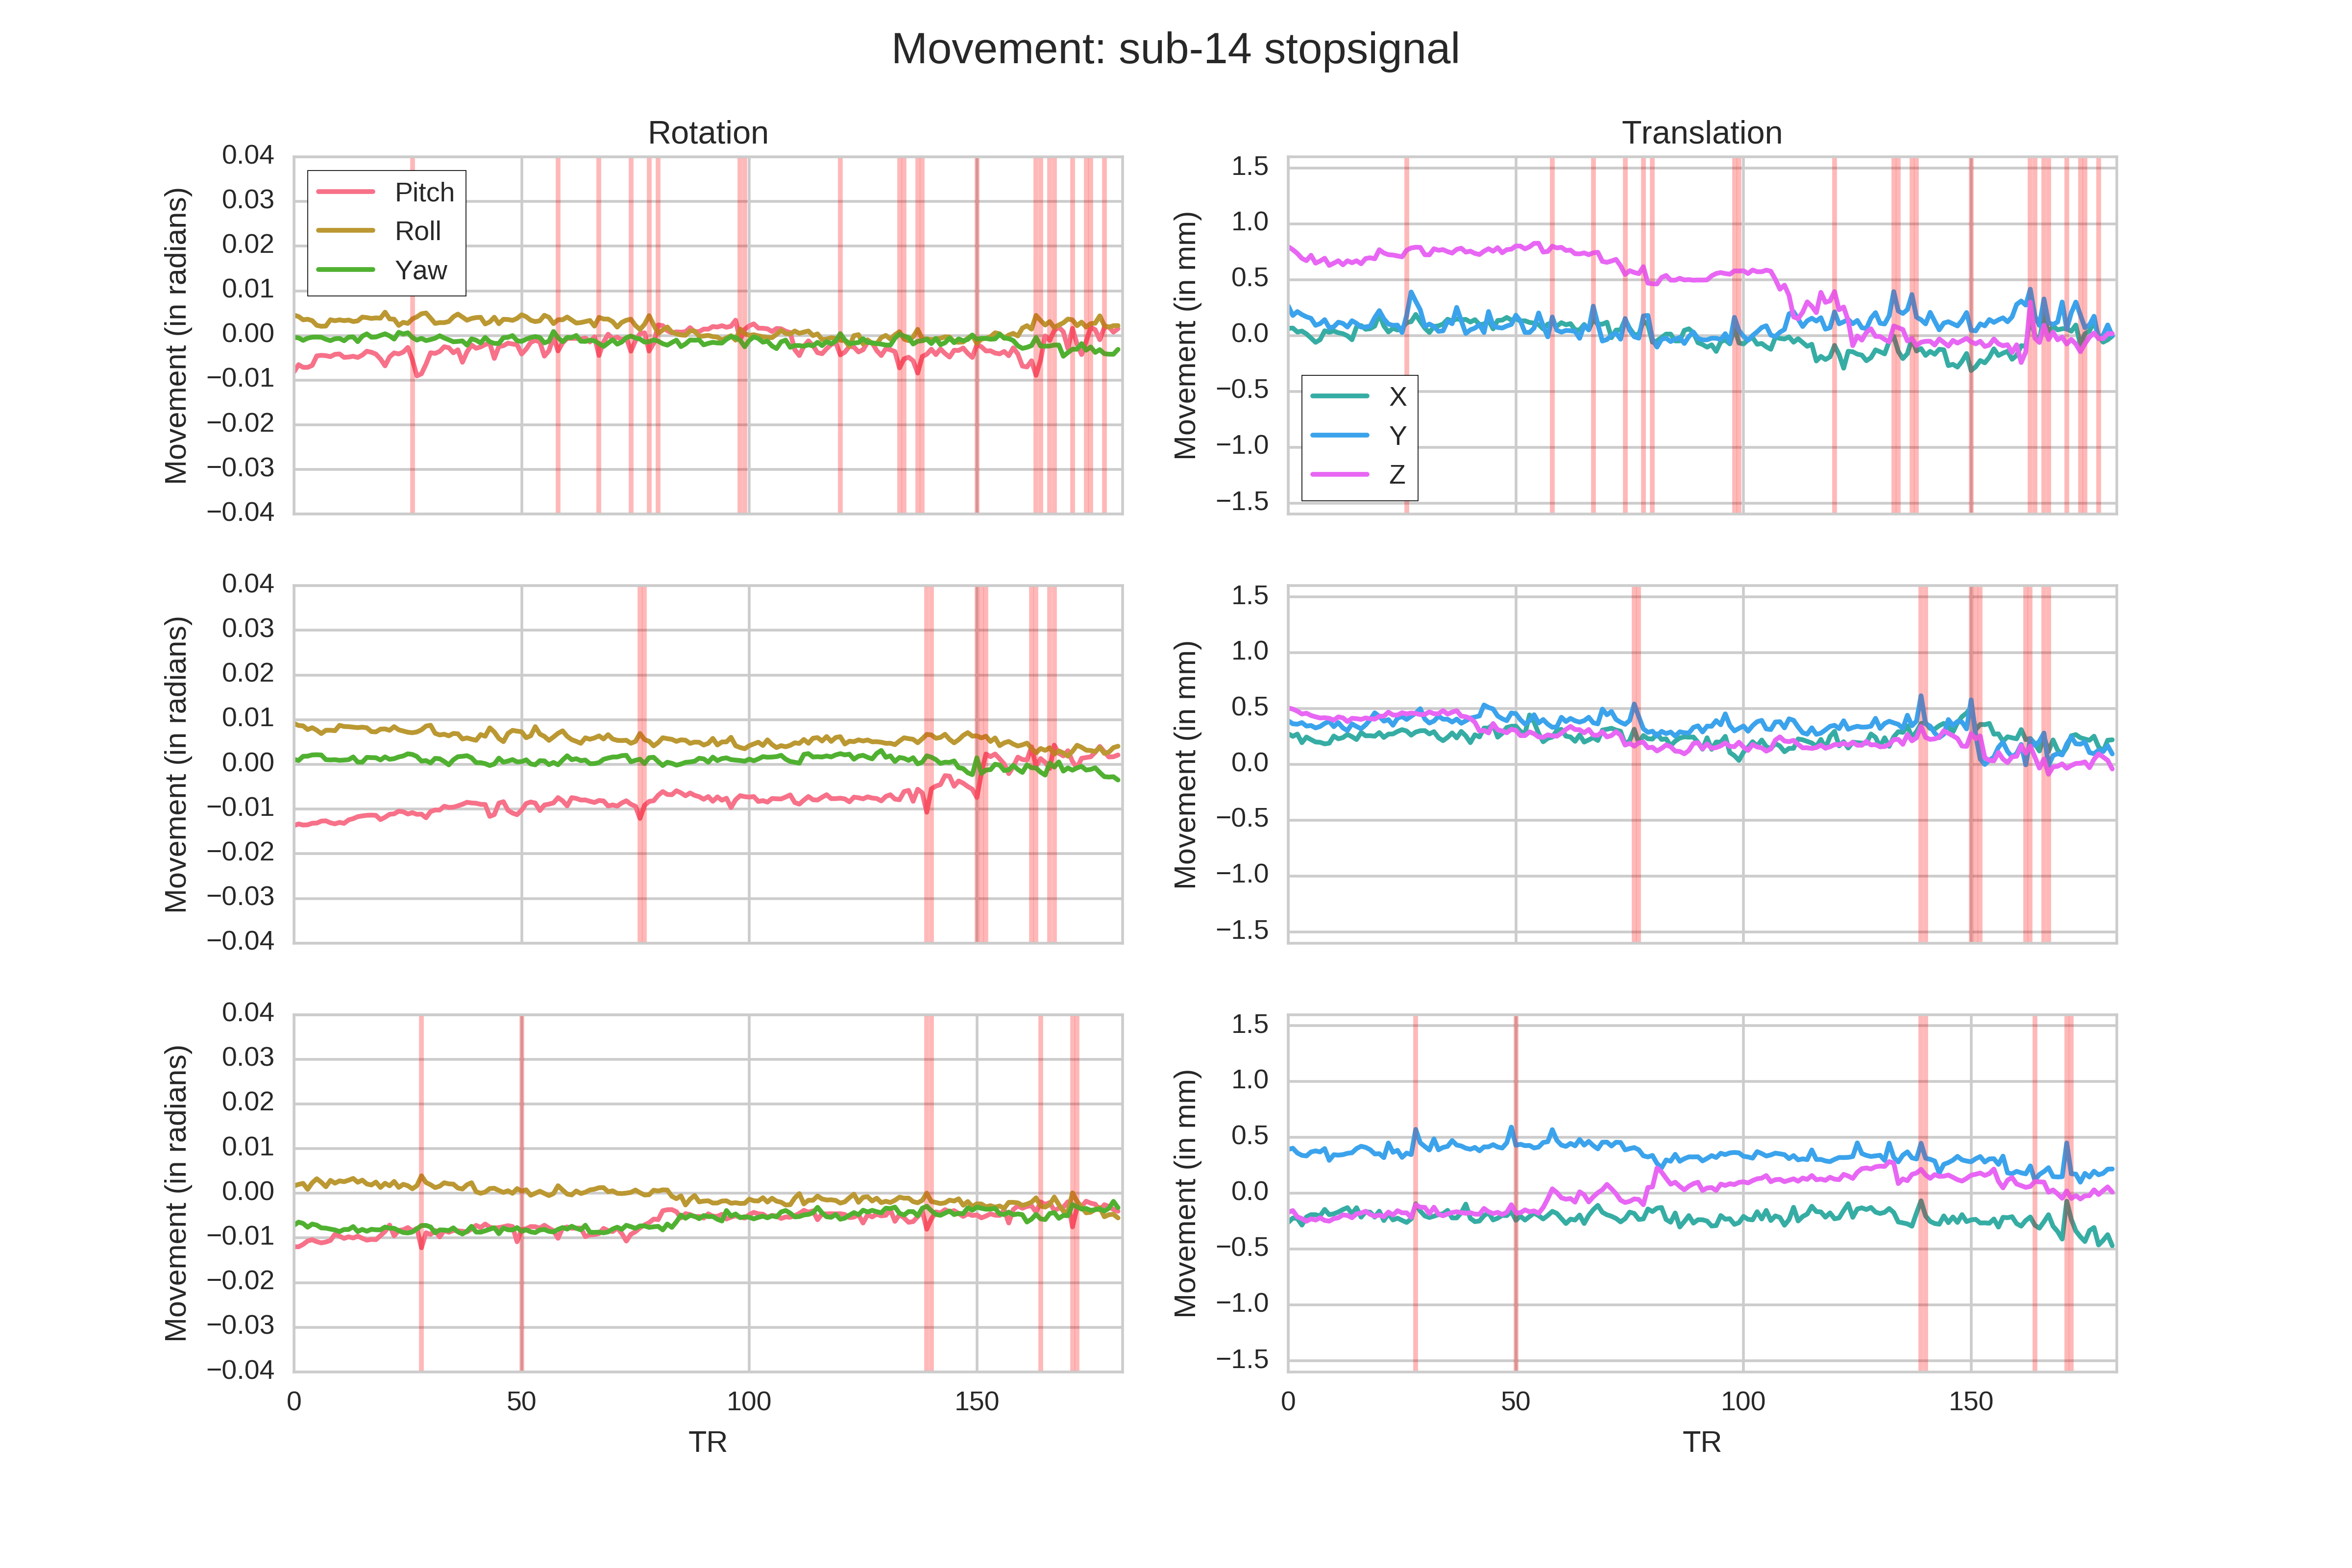 Movement: sub-14 stopsignal
Rotation
Translation
Movement (in radians)
0.04
0.03
0.02
0.01
0.00
−0.01
−0.02
−0.03
−0.04
Pitch
Roll
Yaw
Movement (in mm)
1.5
1.0
0.5
0.0
−0.5
−1.0
−1.5
X
Y
Z
Movement (in radians)
0.04
0.03
0.02
0.01
0.00
−0.01
−0.02
−0.03
−0.04
Movement (in mm)
1.5
1.0
0.5
0.0
−0.5
−1.0
−1.5
Movement (in radians)
0.04
0.03
0.02
0.01
0.00
−0.01
−0.02
−0.03
−0.04
0 50 100 150
TR
Movement (in mm)
1.5
1.0
0.5
0.0
−0.5
−1.0
−1.5
0 50 100 150
TR